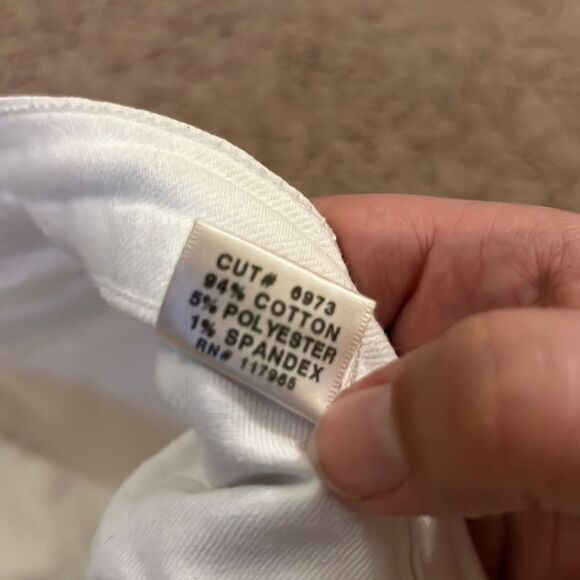 CUT# 6973
94% COTTON
5% POLYESTER
1% SPANDEX
RN# 117965